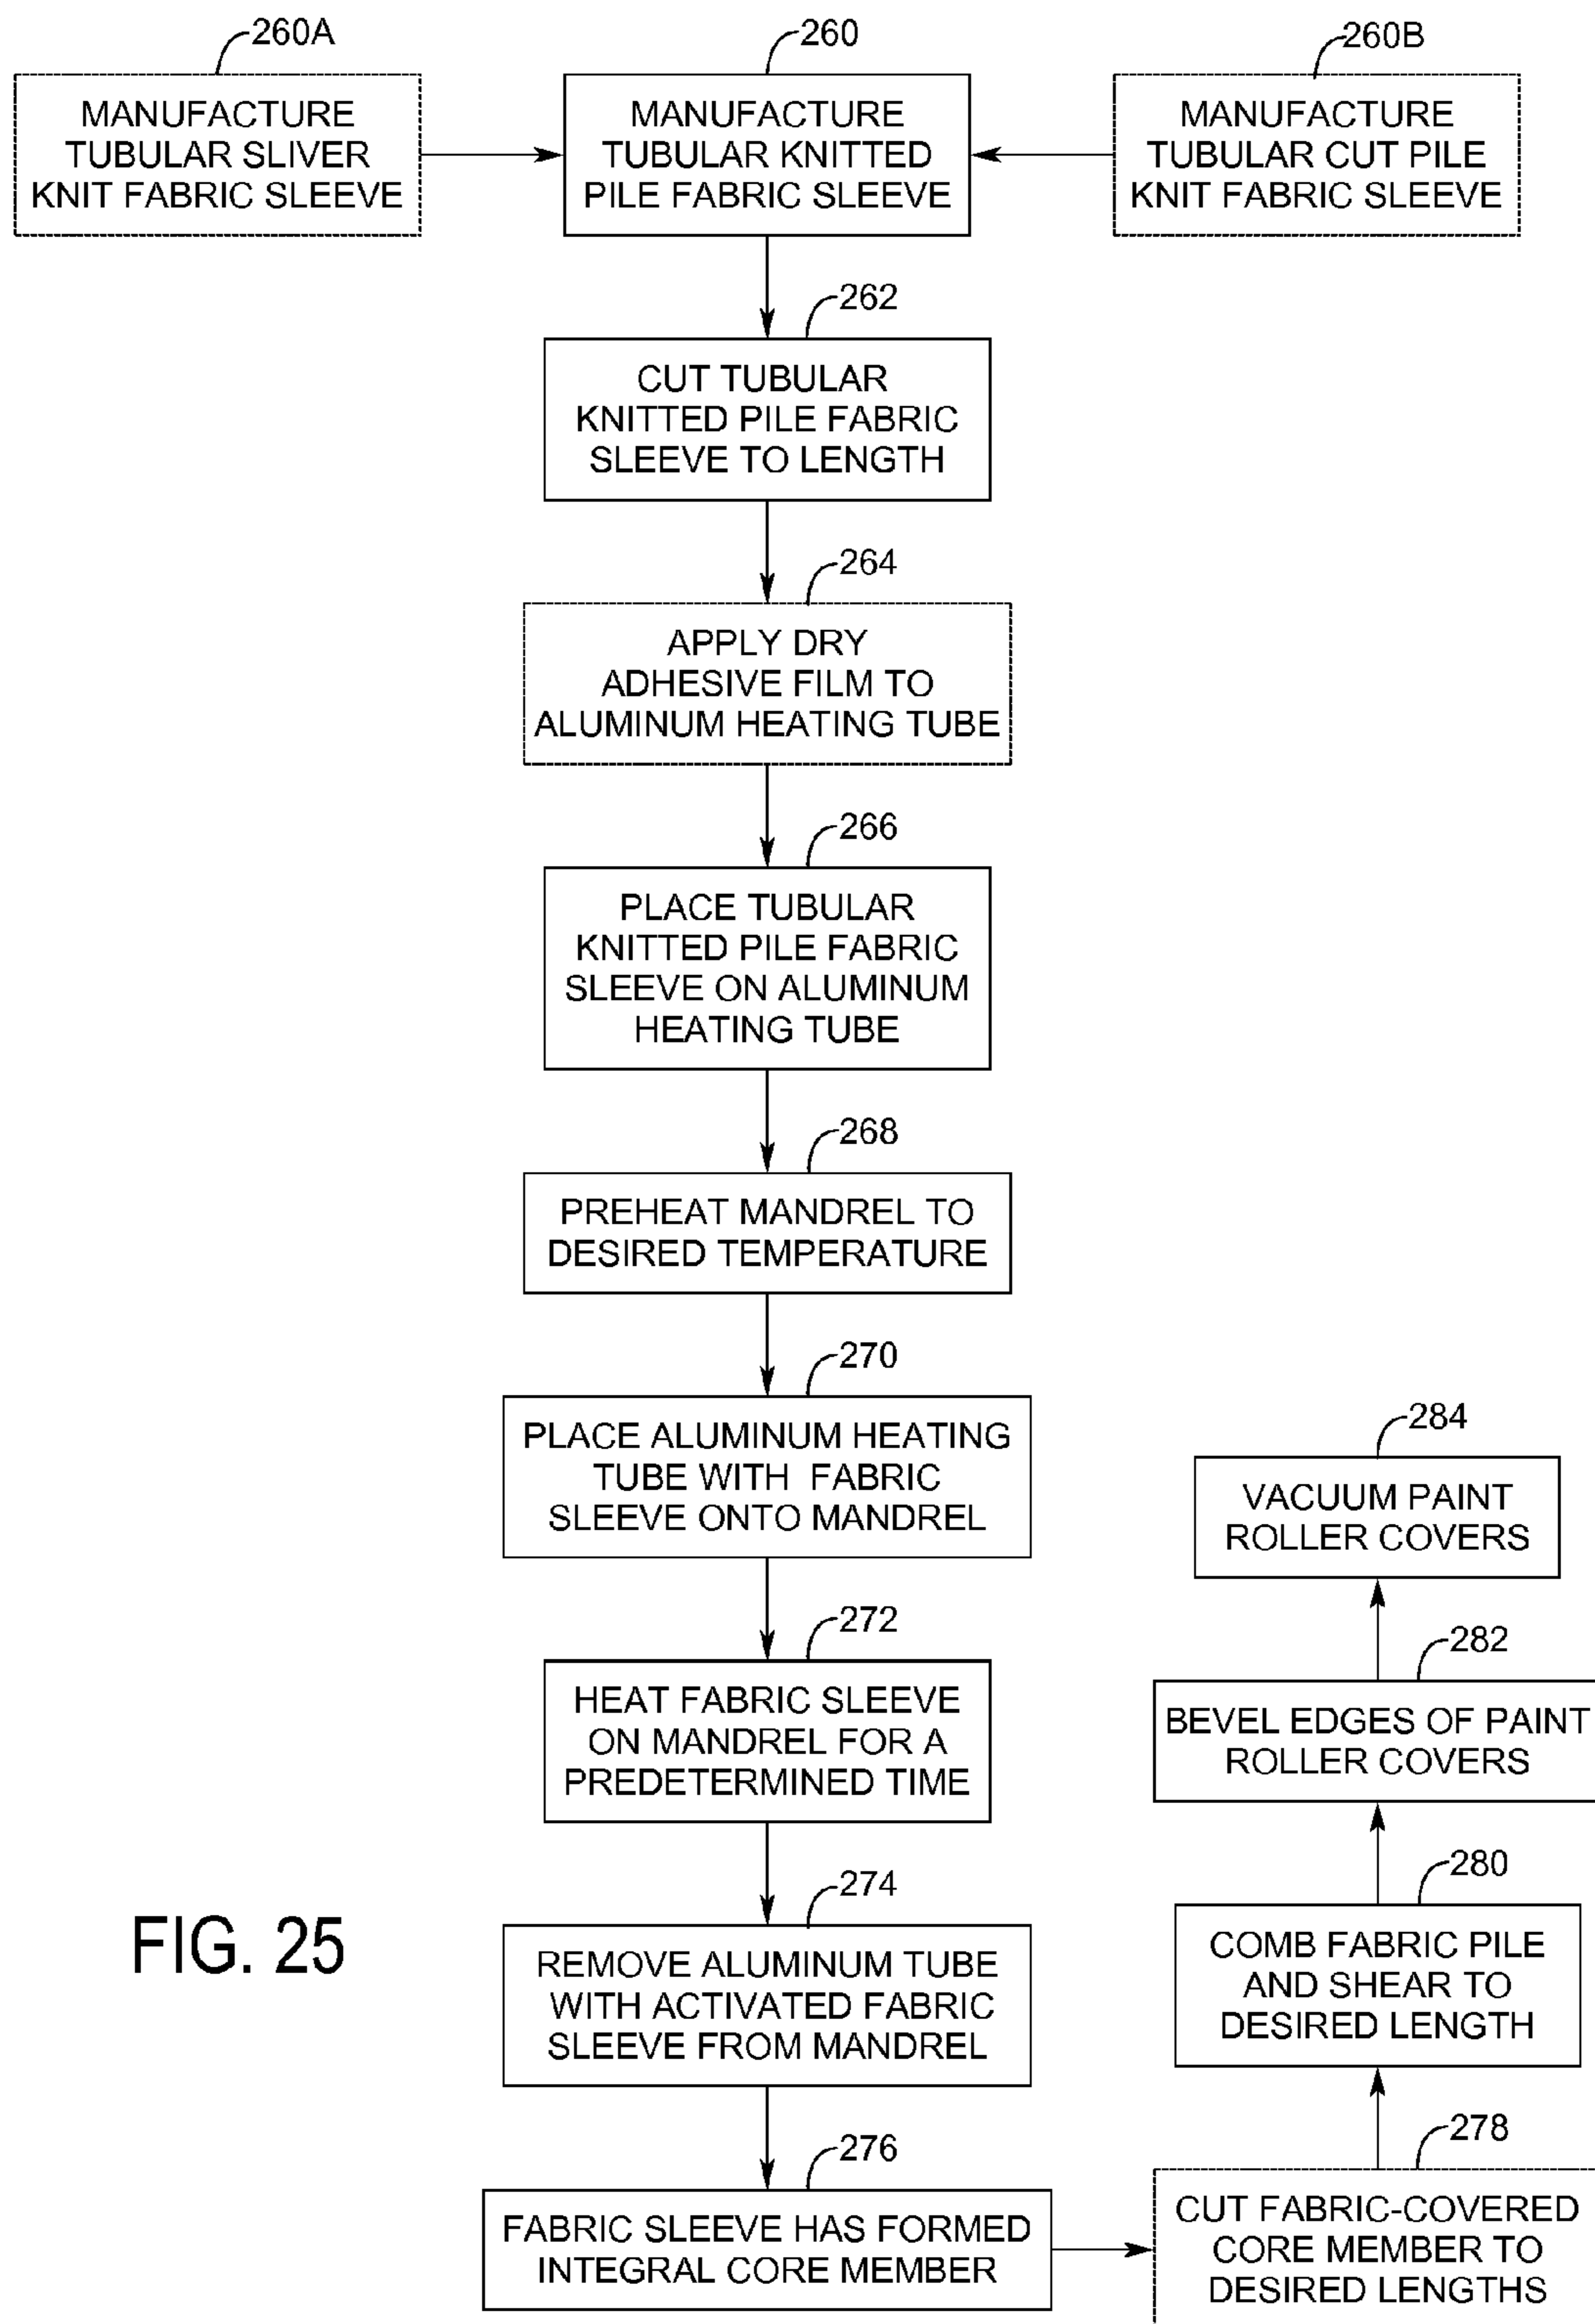 260A
MANUFACTURE
TUBULAR SLIVER
KNIT FABRIC SLEEVE
260
MANUFACTURE
TUBULAR KNITTED
PILE FABRIC SLEEVE
260B
MANUFACTURE
TUBULAR CUT PILE
KNIT FABRIC SLEEVE
262
CUT TUBULAR
KNITTED PILE FABRIC
SLEEVE TO LENGTH
264
APPLY DRY
ADHESIVE FILM TO
ALUMINUM HEATING TUBE
266
PLACE TUBULAR
KNITTED PILE FABRIC
SLEEVE ON ALUMINUM
HEATING TUBE
268
PREHEAT MANDREL TO
DESIRED TEMPERATURE
270
PLACE ALUMINUM HEATING
TUBE WITH FABRIC
SLEEVE ONTO MANDREL
272
HEAT FABRIC SLEEVE
ON MANDREL FOR A
PREDETERMINED TIME
274
REMOVE ALUMINUM TUBE
WITH ACTIVATED FABRIC
SLEEVE FROM MANDREL
276
FABRIC SLEEVE HAS FORMED
INTEGRAL CORE MEMBER
278
CUT FABRIC-COVERED
CORE MEMBER TO
DESIRED LENGTHS
280
COMB FABRIC PILE
AND SHEAR TO
DESIRED LENGTH
282
BEVEL EDGES OF PAINT
ROLLER COVERS
284
VACUUM PAINT
ROLLER COVERS
FIG. 25